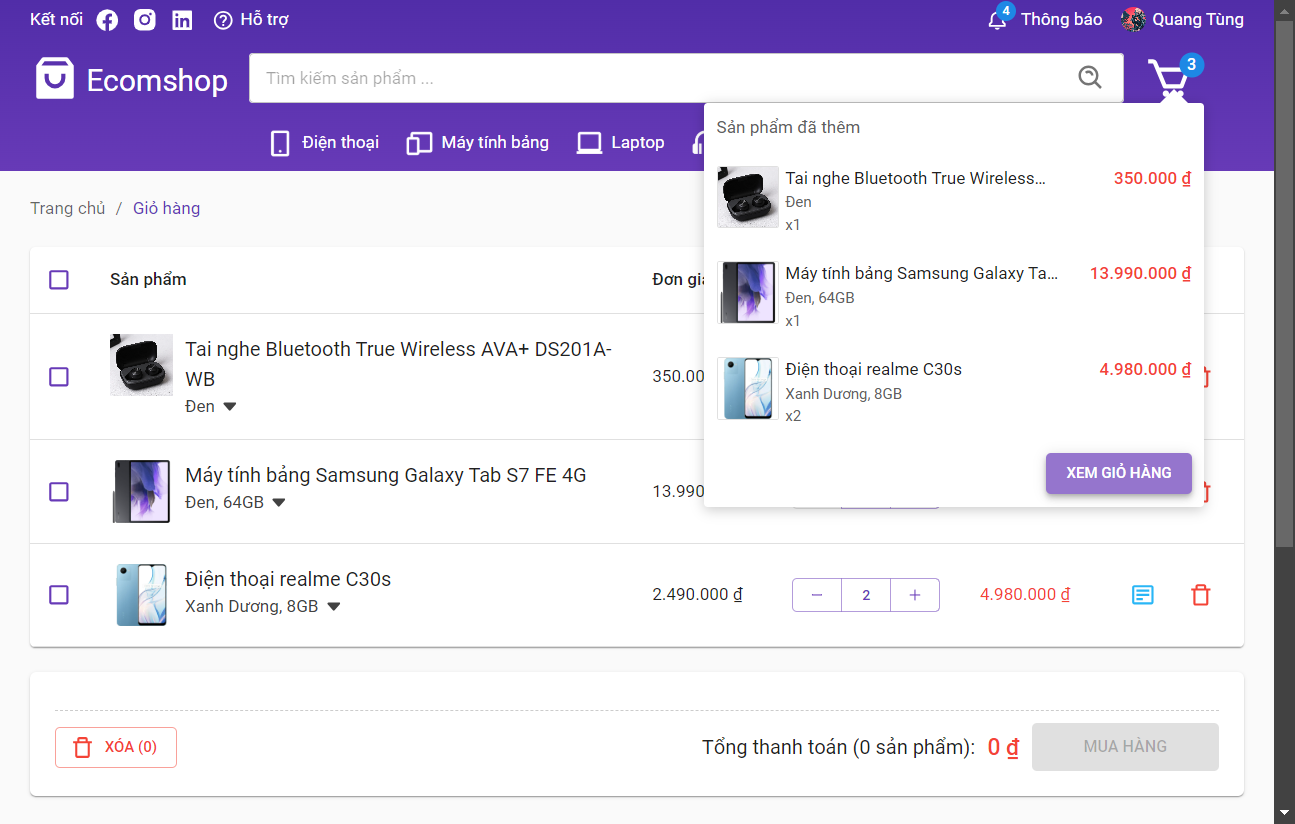 Kết nối Hỗ trợ 4 Thông báo Quang Tùng
Ecomshop Tìm kiếm sản phẩm ... 3
Điện thoại Máy tính bảng Laptop
Sản phẩm đã thêm
Tai nghe Bluetooth True Wireless... 350.000 ₫
Đen
x1
Máy tính bảng Samsung Galaxy Ta... 13.990.000 ₫
Đen, 64GB
x1
Điện thoại realme C30s 4.980.000 ₫
Xanh Dương, 8GB
x2
XEM GIỎ HÀNG
Trang chủ / Giỏ hàng
Sản phẩm Đơn giá
Tai nghe Bluetooth True Wireless AVA+ DS201A-
WB
Đen
350.00
Máy tính bảng Samsung Galaxy Tab S7 FE 4G
Đen, 64GB
13.990
Điện thoại realme C30s
Xanh Dương, 8GB
2.490.000 ₫ − 2 + 4.980.000 ₫
XÓA (0) Tổng thanh toán (0 sản phẩm): 0 ₫ MUA HÀNG